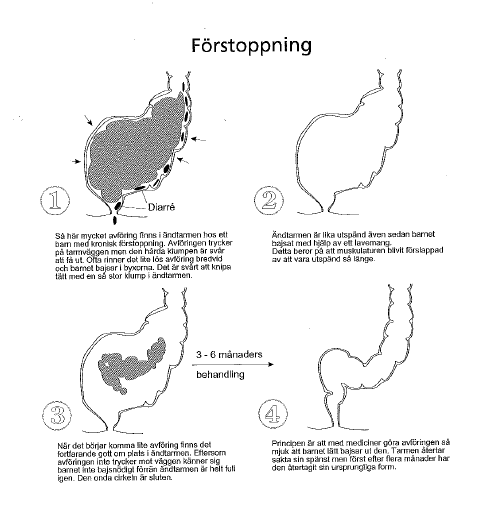 Förstoppning
Diarré
1
Så här mycket avföring finns i ändtarmen hos ett
barn med kronisk förstoppning. Avföringen trycker
på tarmväggen men den hårda klumpen är svår
att få ut. Ofta rinner det lite lös avföring bredvid
och barnet bajsar i byxorna. Det är svårt att knipa
tätt med en så stor klump i ändtarmen.
2
Ändtarmen är lika utspänd även sedan barnet
bajsat med hjälp av ett lavemang.
Detta beror på att muskulaturen blivit förslappad
av att vara utspänd så länge.
3 - 6 månaders
behandling
3
När det börjar komma lite avföring finns det
fortfarande gott om plats i ändtarmen. Eftersom
avföringen inte trycker mot väggen känner sig
barnet inte bajsnödigt förrän ändtarmen är helt full
igen. Den onda cirkeln är sluten.
4
Principen är att med mediciner göra avföringen så
mjuk att barnet lätt bajsar ut den. Tarmen återtar
sakta sin spänst men först efter flera månader har
den återtagit sin ursprungliga form.